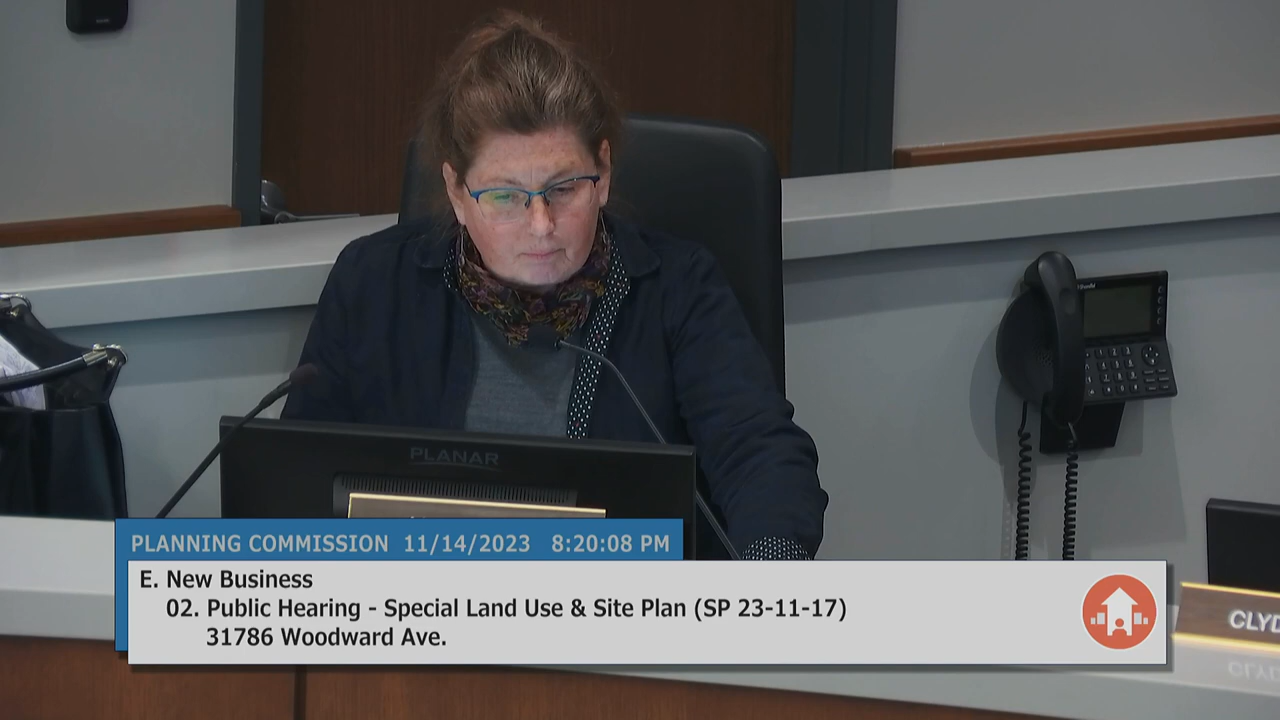 PLANAR
PLANNING COMMISSION 11/14/2023 8:20:08 PM
E. New Business
02. Public Hearing - Special Land Use & Site Plan (SP 23-11-17)
31786 Woodward Ave.